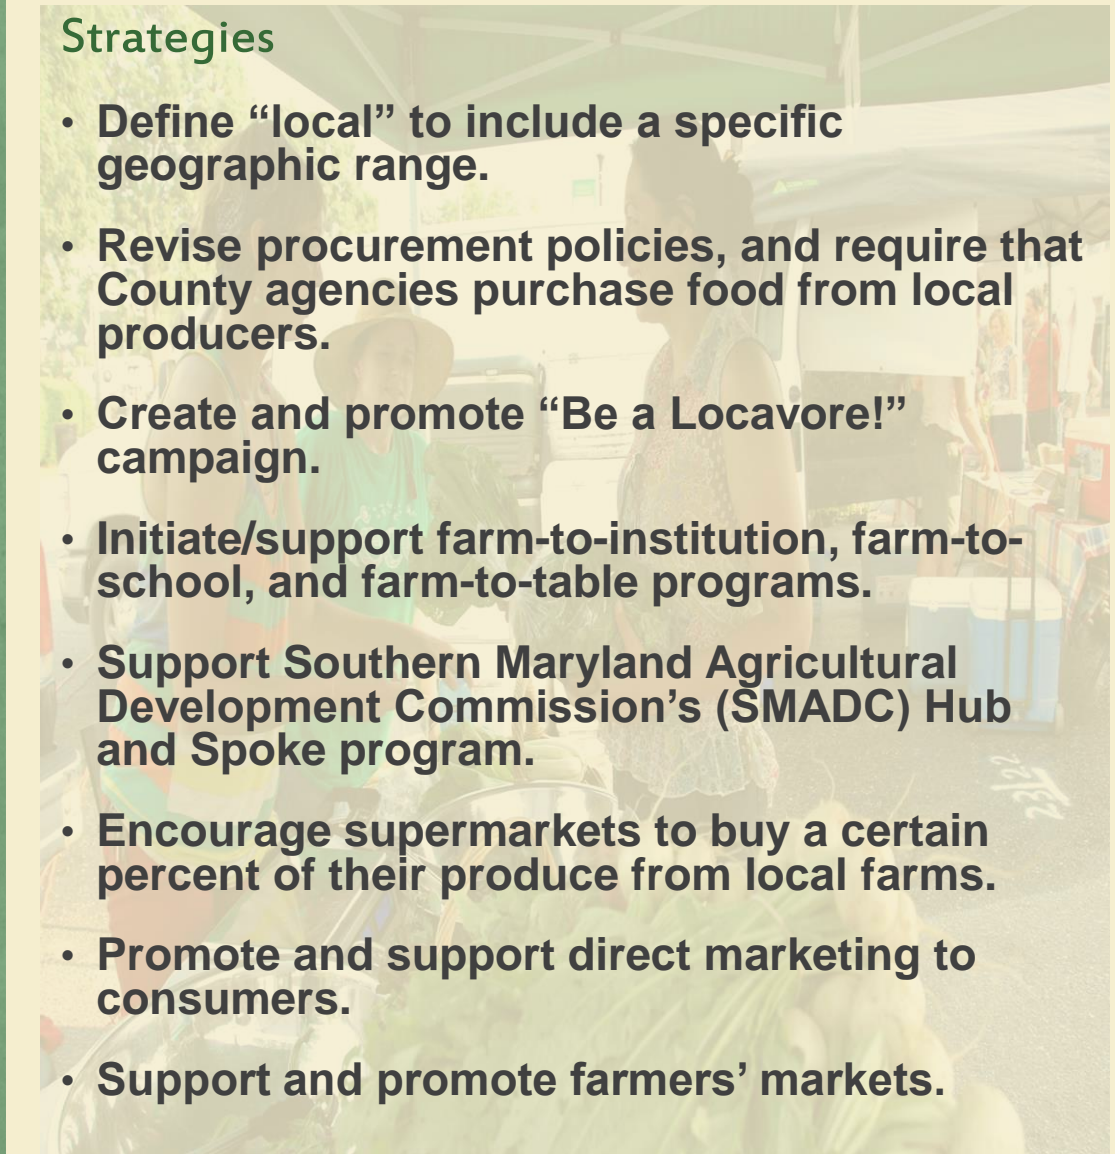 Strategies
• Define “local” to include a specific
geographic range.
• Revise procurement policies, and require that
County agencies purchase food from local
producers.
• Create and promote “Be a Locavore!”
campaign.
• Initiate/support farm-to-institution, farm-to-
school, and farm-to-table programs.
• Support Southern Maryland Agricultural
Development Commission’s (SMADC) Hub
and Spoke program.
• Encourage supermarkets to buy a certain
percent of their produce from local farms.
• Promote and support direct marketing to
consumers.
• Support and promote farmers’ markets.